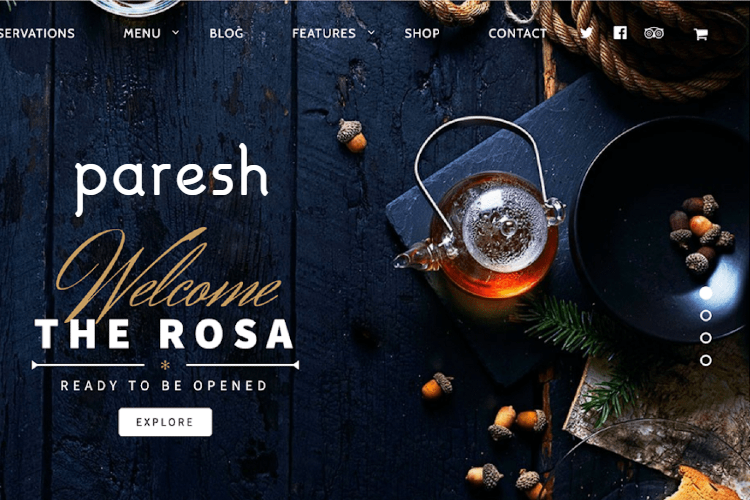 SERVATIONS MENU BLOG FEATURES SHOP CONTACT
paresh
Welcome
THE ROSA
READY TO BE OPENED
EXPLORE